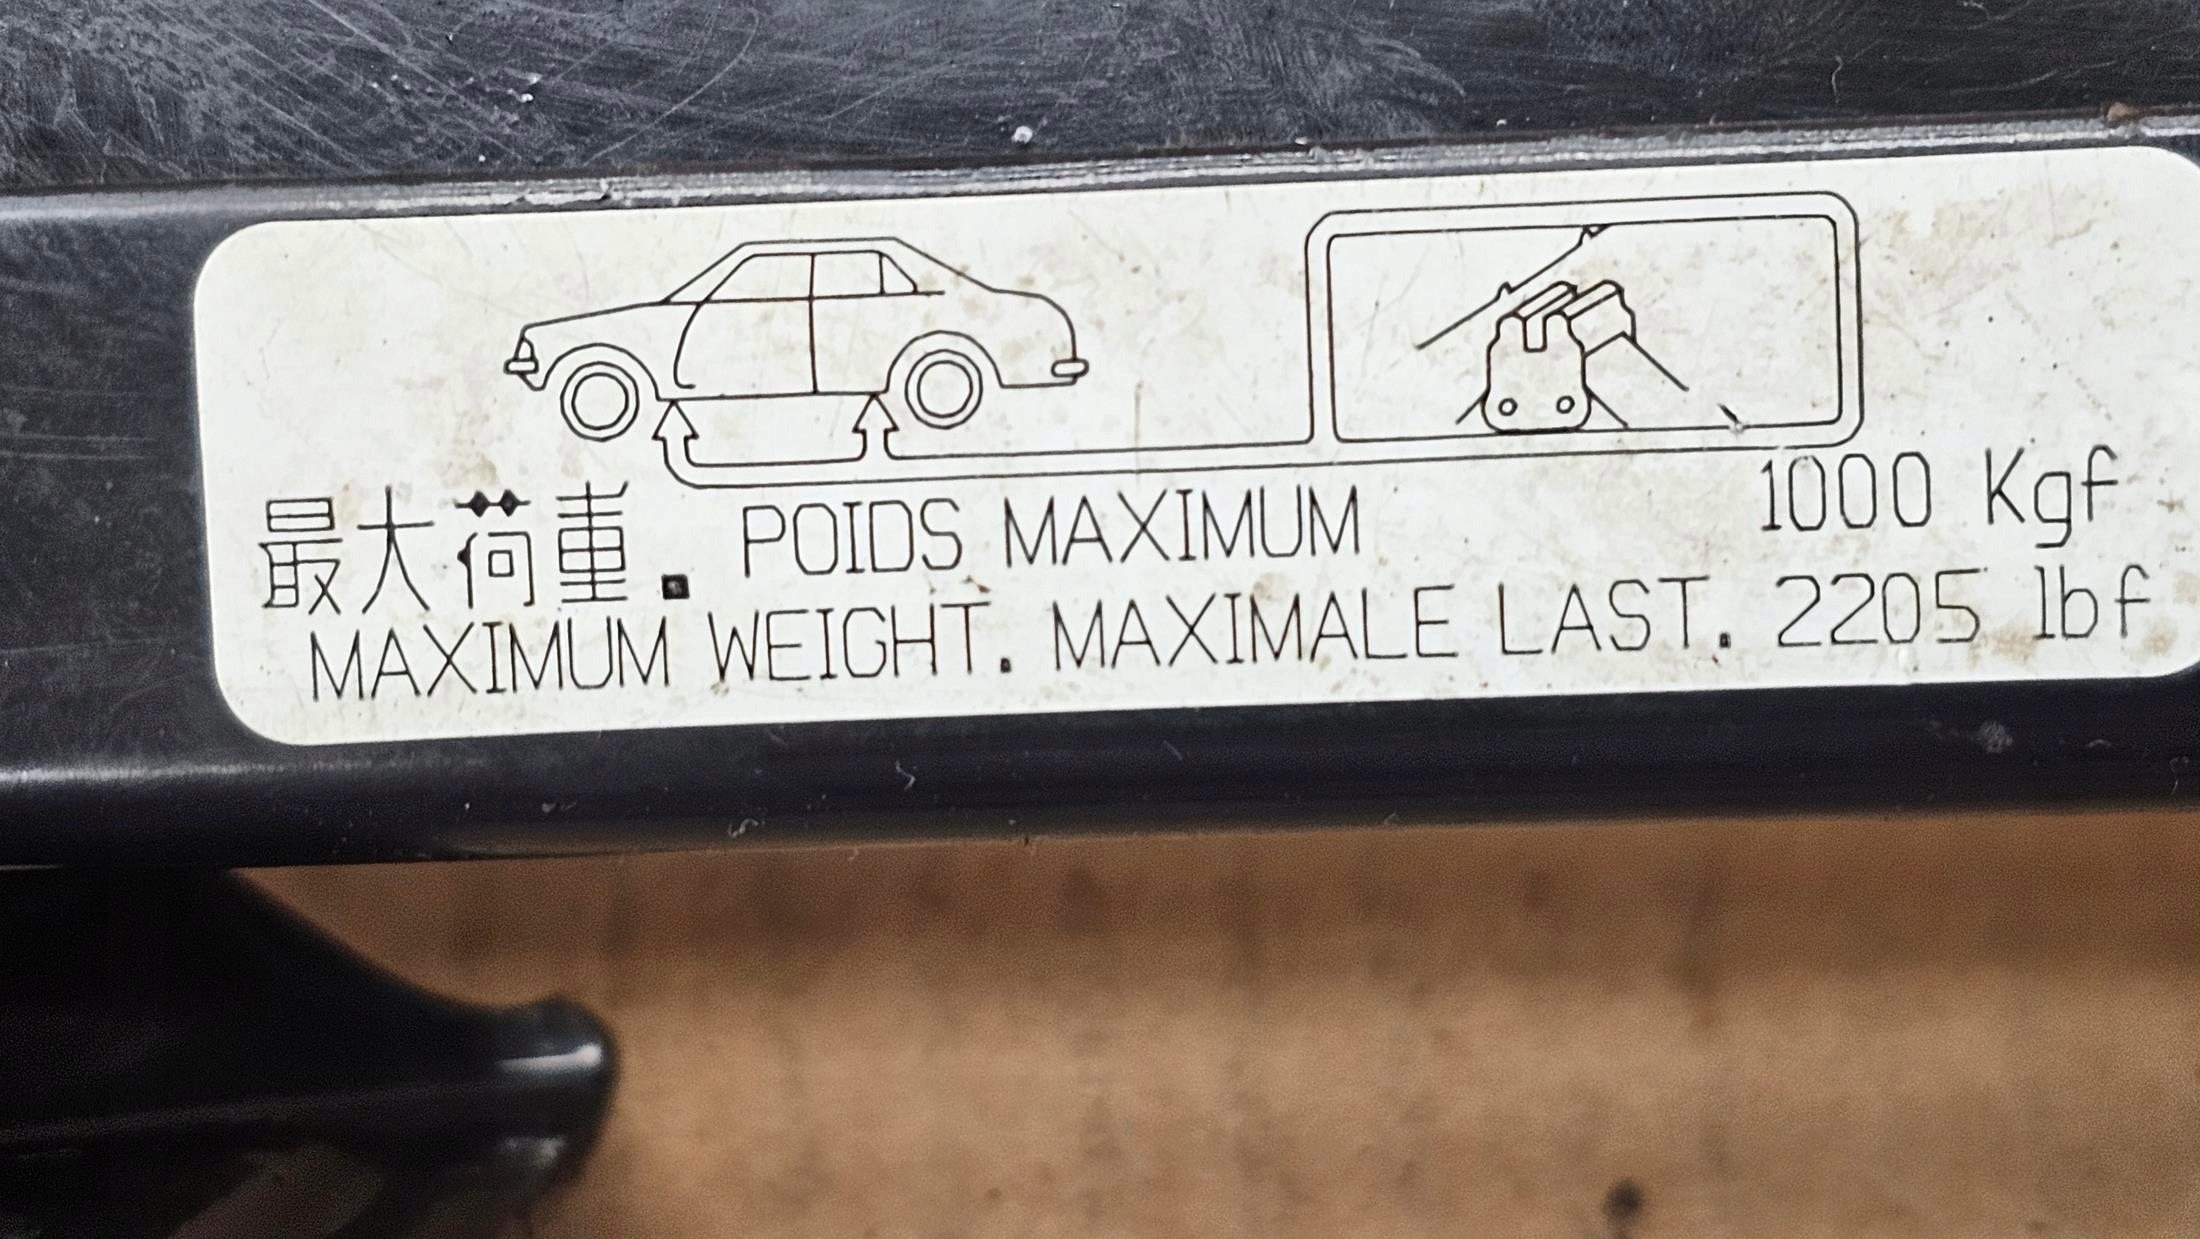 最大荷重. POIDS MAXIMUM 1000 Kgf
MAXIMUM WEIGHT. MAXIMALE LAST. 2205 lbf